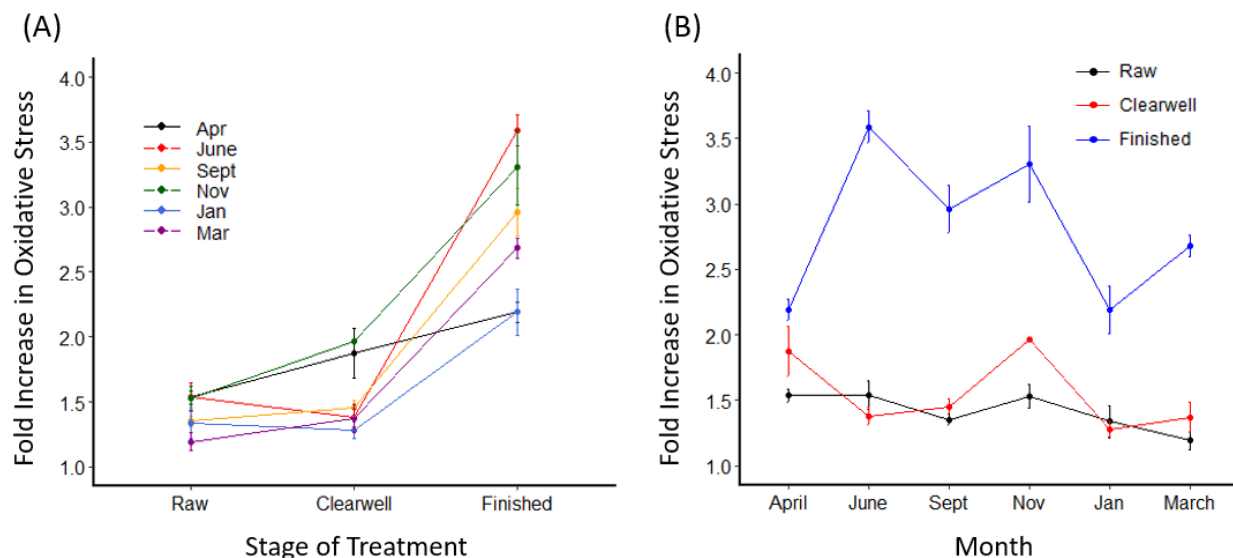 (A)
Fold Increase in Oxidative Stress
4.0
3.5
3.0
2.5
2.0
1.5
1.0
Apr
June
Sept
Nov
Jan
Mar
Raw Clearwell Finished
Stage of Treatment
(B)
Fold Increase in Oxidative Stress
4.0
3.5
3.0
2.5
2.0
1.5
1.0
Raw
Clearwell
Finished
April June Sept Nov Jan March
Month